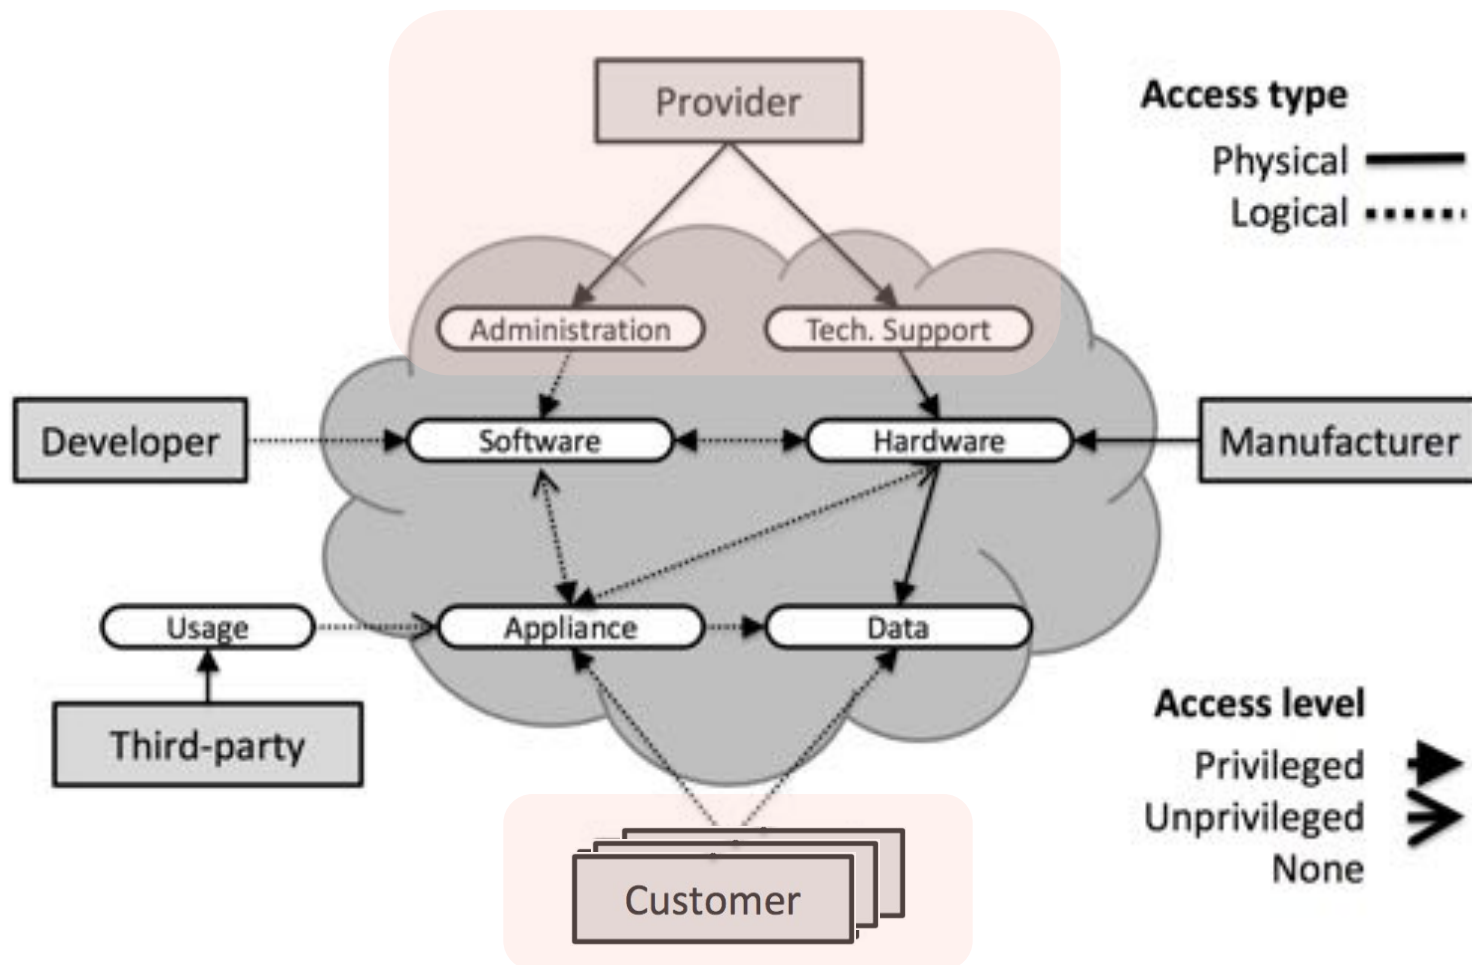 Provider
Access type
Physical
Logical
Administration
Tech. Support
Developer
Software
Hardware
Manufacturer
Usage
Appliance
Data
Third-party
Access level
Privileged
Unprivileged
None
Customer